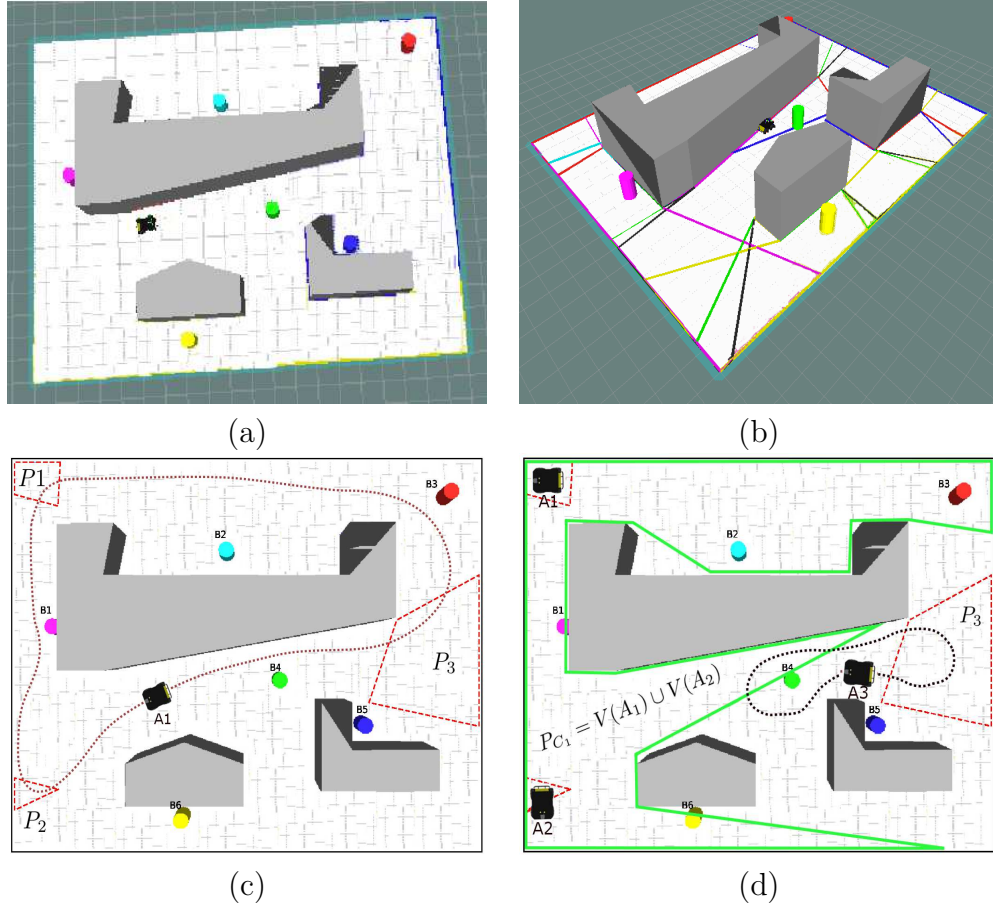 (a)
(b)
P1
B3
B2
B1
P₃
B4
A1
B5
P₂
B6
A1
B3
B2
B1
P₃
B4
A3
P_{C₁} = V(A₁) ∪ V(A₂)
B5
A2
B6
(c)
(d)